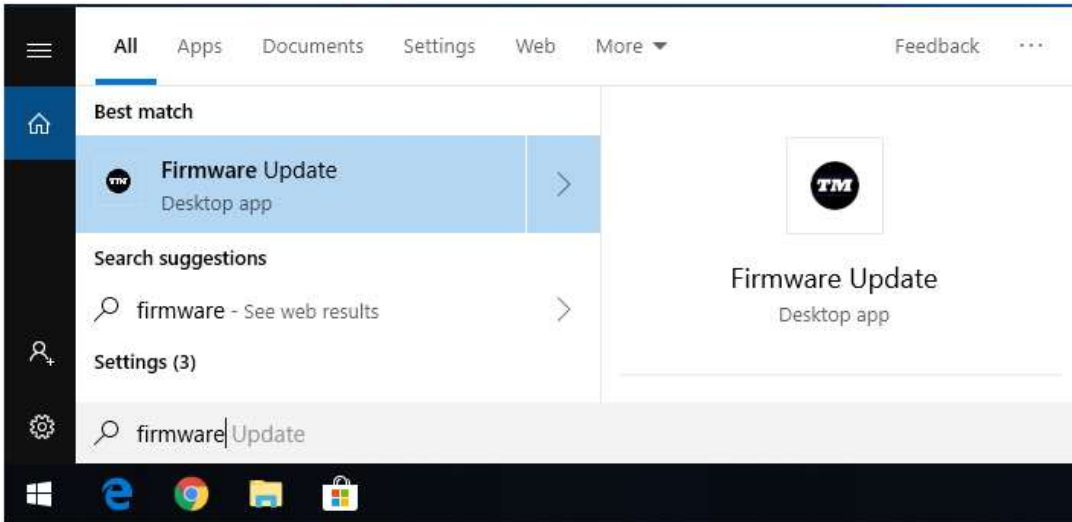 All Apps Documents Settings Web More Feedback ...
Best match
TM
Firmware Update
Desktop app
TM
Firmware Update
Desktop app
Search suggestions
firmware - See web results
Settings (3)
firmware Update